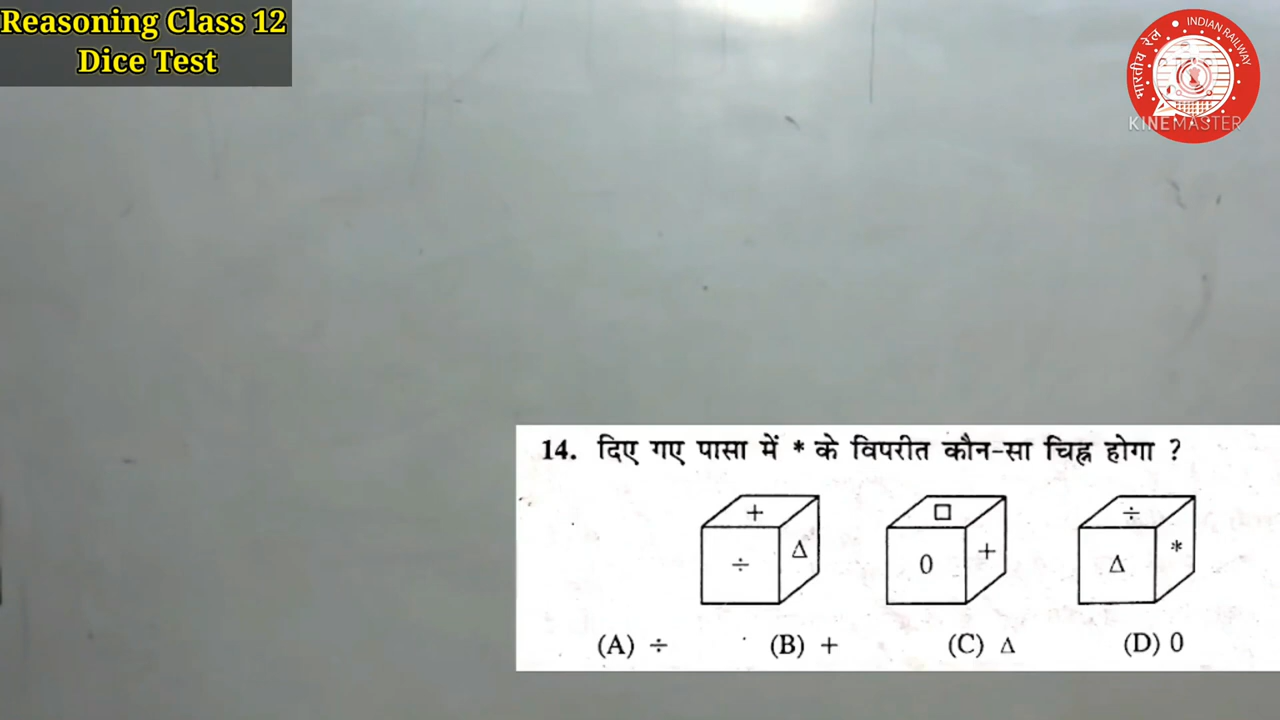 Reasoning Class 12
Dice Test
भारतीय रेल • INDIAN RAILWAY
KINEMASTER
14. दिए गए पासा में * के विपरीत कौन-सा चिह्न होगा ?
+ □ ÷
÷ Δ 0 + Δ *
(A) ÷ (B) + (C) Δ (D) 0